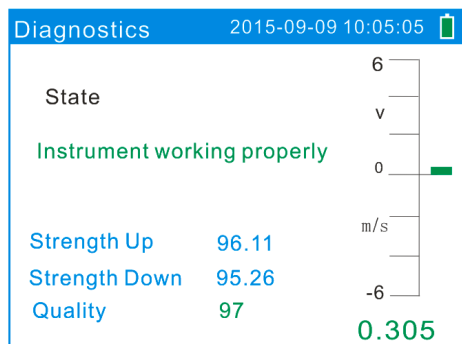 Diagnostics 2015-09-09 10:05:05
6
State
v
Instrument working properly
0
m/s
Strength Up 96.11
Strength Down 95.26
-6
Quality 97
0.305